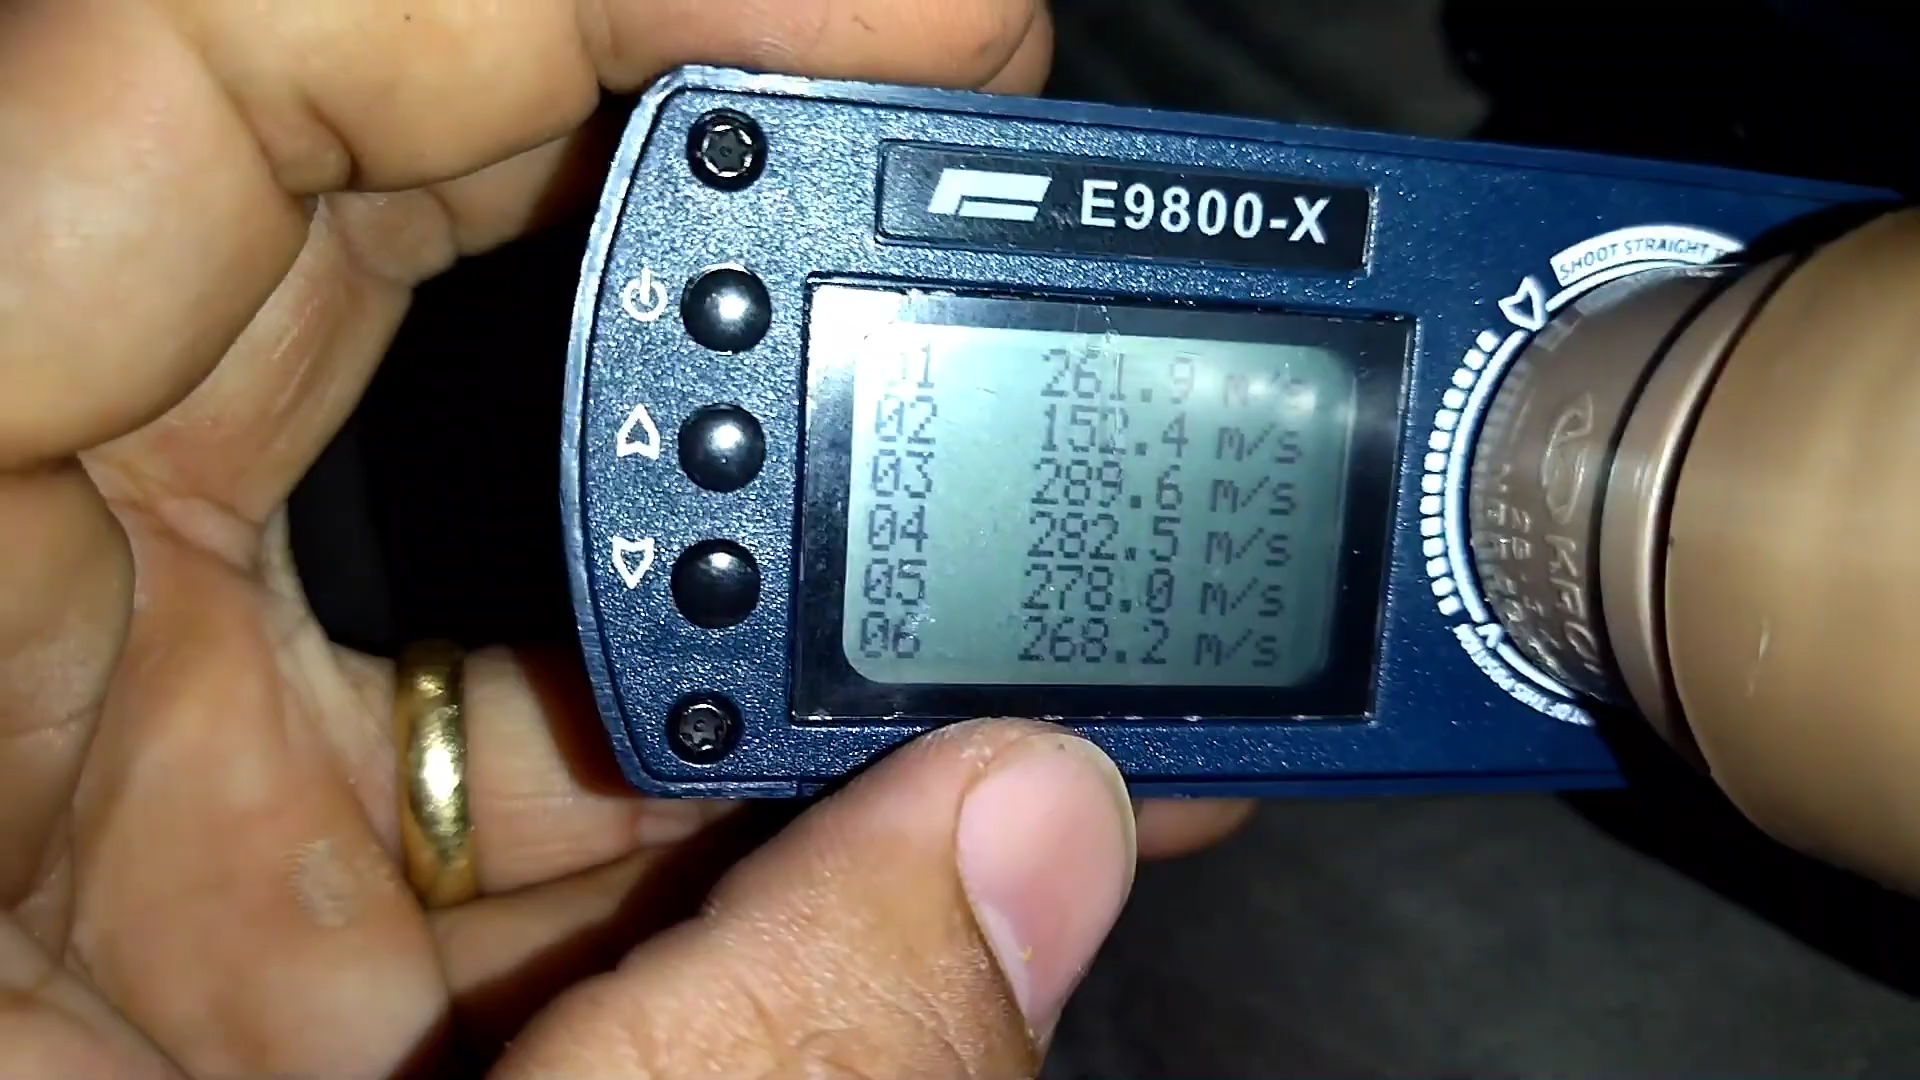 E9800-X
SHOOT STRAIGHT
01 261.9 m/s
02 152.4 m/s
03 289.6 m/s
04 282.5 m/s
05 278.0 m/s
06 268.2 m/s